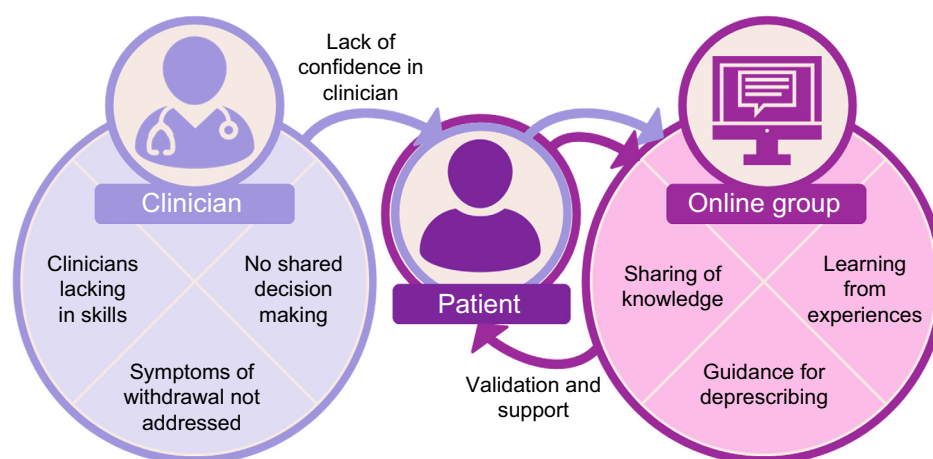 Lack of
confidence in
clinician
Clinician
Clinicians
lacking
in skills
No shared
decision
making
Symptoms of
withdrawal not
addressed
Patient
Validation and
support
Online group
Sharing of
knowledge
Learning
from
experiences
Guidance for
deprescribing